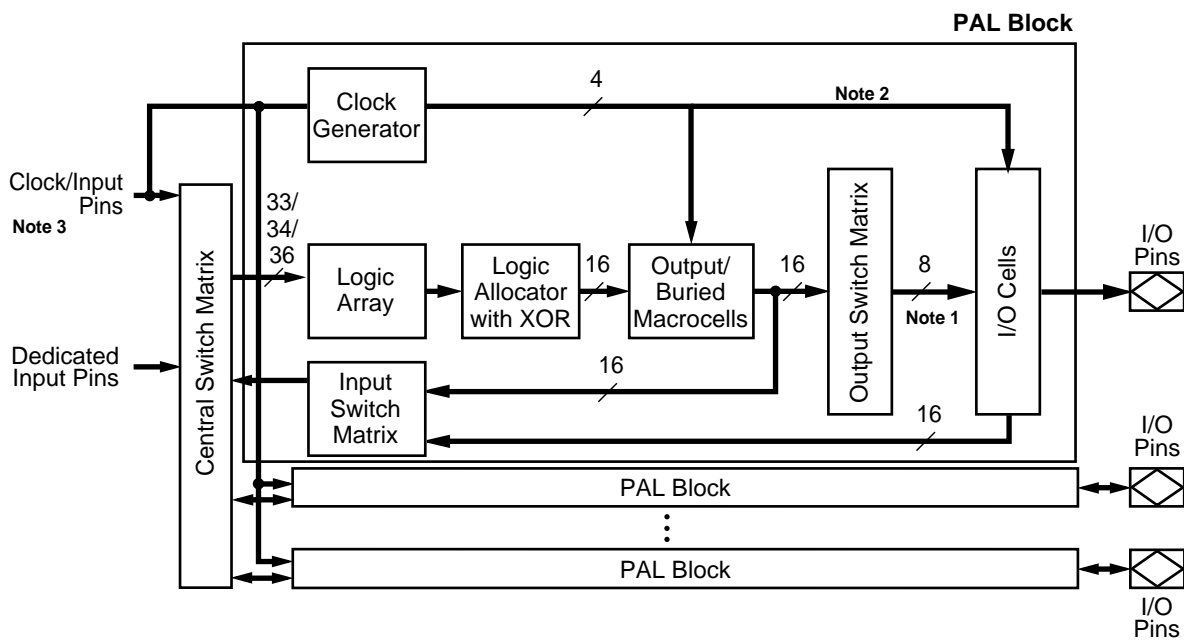 PAL Block
Clock
Generator
4
Note 2
Clock/Input
Pins
Note 3
Central Switch Matrix
33/
34/
36
Logic
Array
Logic
Allocator
with XOR
16
Output/
Buried
Macrocells
16
Output Switch Matrix
8
Note 1
I/O Cells
I/O
Pins
Dedicated
Input Pins
Input
Switch
Matrix
16
16
PAL Block
I/O
Pins
PAL Block
I/O
Pins